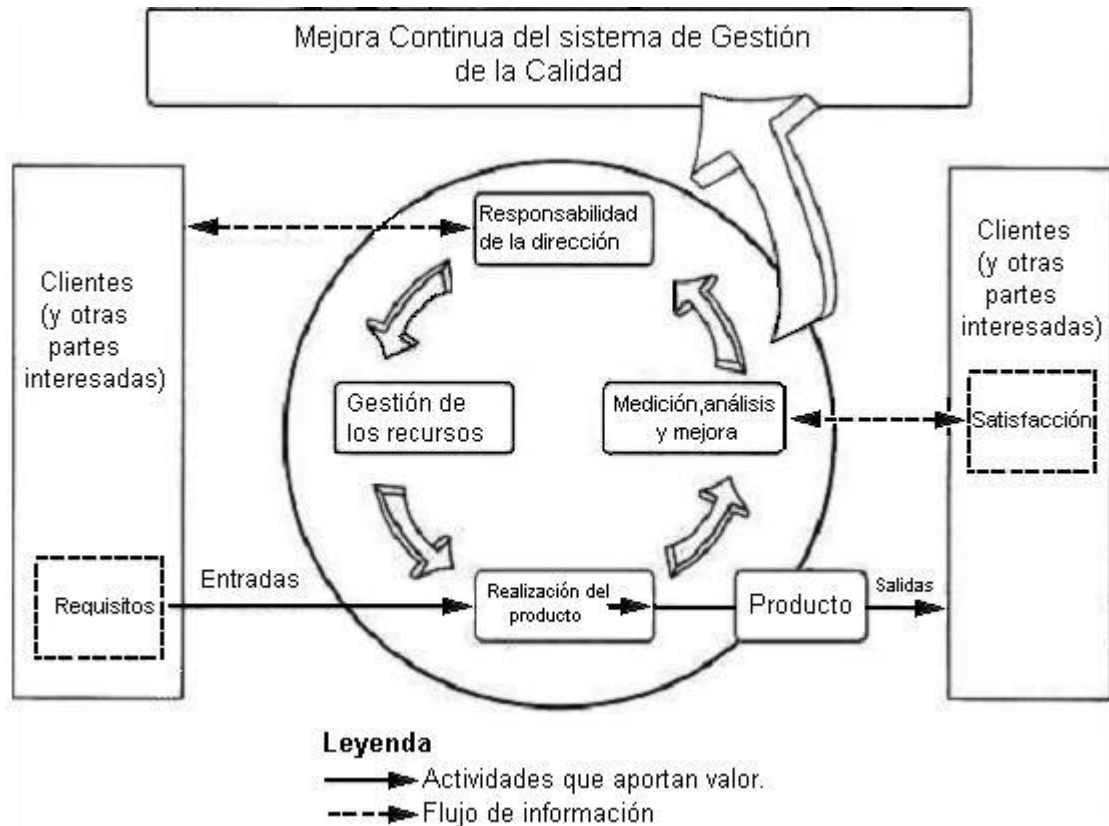 Mejora Continua del sistema de Gestión
de la Calidad
Responsabilidad
de la dirección
Clientes
(y otras
partes
interesadas)
Clientes
(y otras
partes
interesadas)
Gestión de
los recursos
Medición,análisis
y mejora
Satisfacción
Requisitos
Entradas
Realización del
producto
Producto
Salidas
Leyenda
Actividades que aportan valor.
Flujo de información